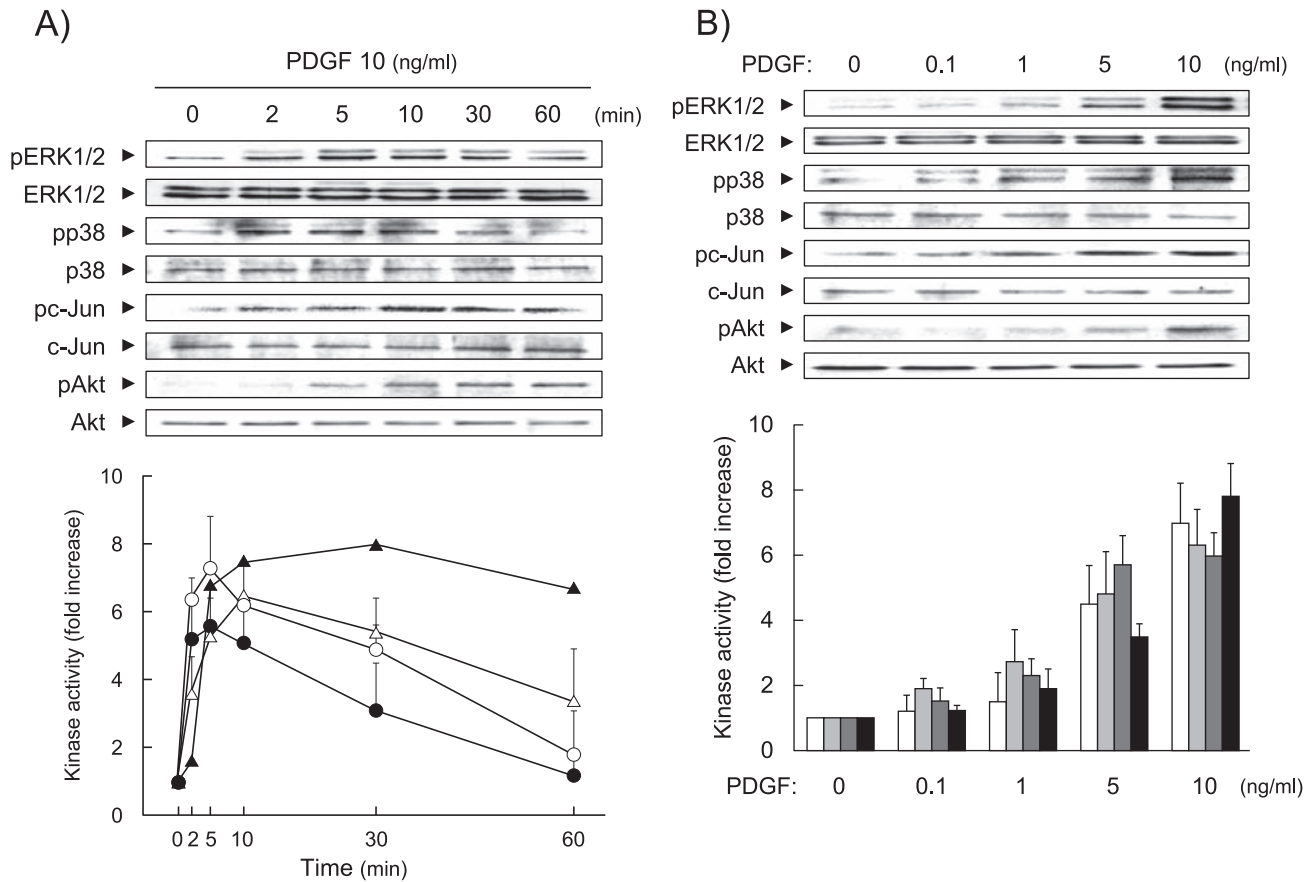 A)
PDGF 10 (ng/ml)
0 2 5 10 30 60 (min)
pERK1/2
ERK1/2
pp38
p38
pc-Jun
c-Jun
pAkt
Akt
Kinase activity (fold increase)
10
8
6
4
2
0
0 2 5 10 30 60
Time (min)
B)
PDGF: 0 0.1 1 5 10 (ng/ml)
pERK1/2
ERK1/2
pp38
p38
pc-Jun
c-Jun
pAkt
Akt
Kinase activity (fold increase)
10
8
6
4
2
0
PDGF: 0 0.1 1 5 10 (ng/ml)